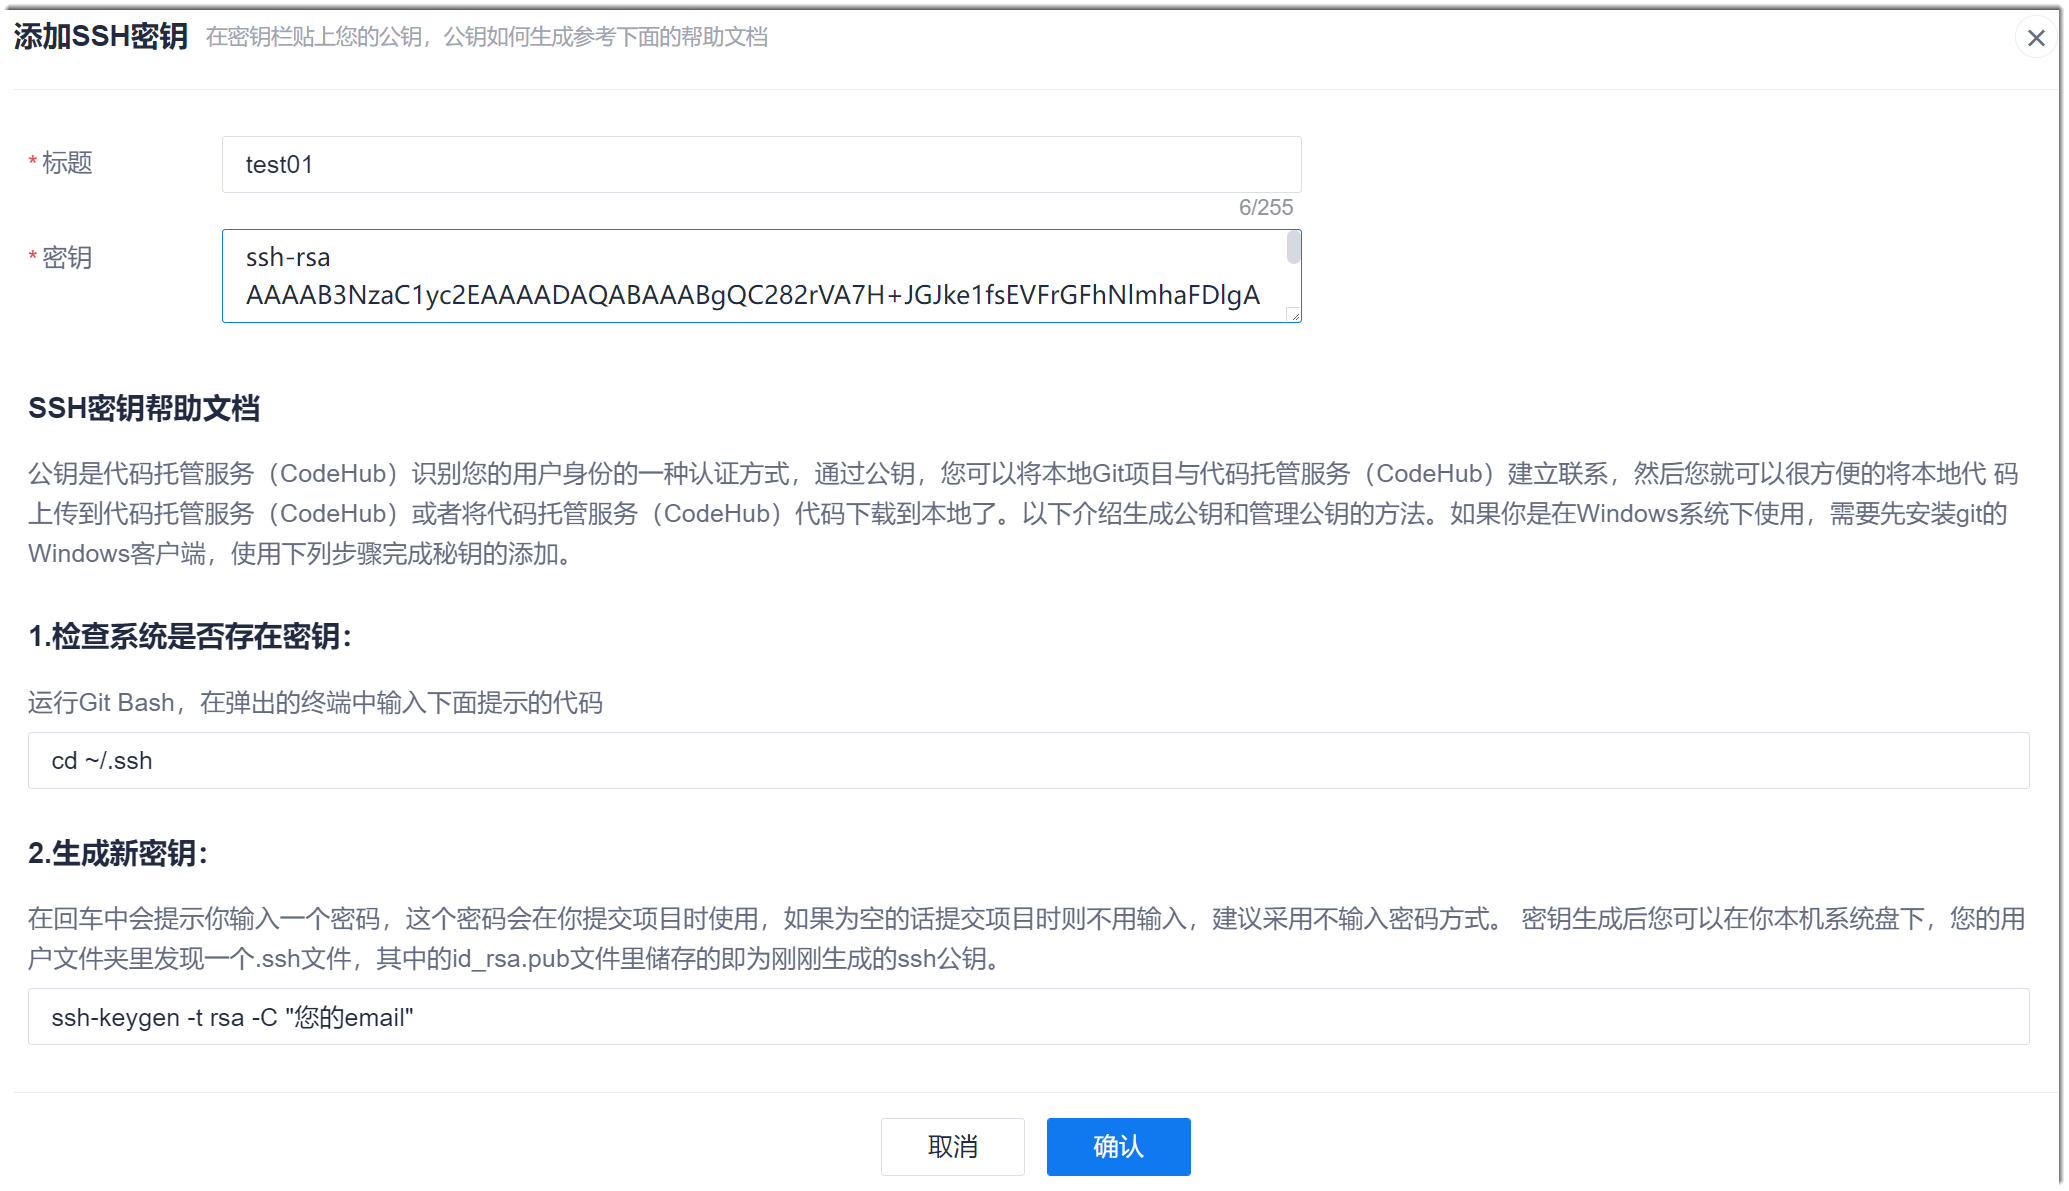 添加SSH密钥 在密钥栏贴上您的公钥，公钥如何生成参考下面的帮助文档
* 标题
test01
6/255
* 密钥
ssh-rsa
AAAAB3NzaC1yc2EAAAADAQABAAABgQC282rVA7H+JGJke1fsEVFrGFhNlmhaFDlgA
SSH密钥帮助文档
公钥是代码托管服务（CodeHub）识别您的用户身份的一种认证方式，通过公钥，您可以将本地Git项目与代码托管服务（CodeHub）建立联系，然后您就可以很方便的将本地代 码
上传到代码托管服务（CodeHub）或者将代码托管服务（CodeHub）代码下载到本地了。以下介绍生成公钥和管理公钥的方法。如果你是在Windows系统下使用，需要先安装git的
Windows客户端，使用下列步骤完成秘钥的添加。
1.检查系统是否存在密钥：
运行Git Bash，在弹出的终端中输入下面提示的代码
cd ~/.ssh
2.生成新密钥：
在回车中会提示你输入一个密码，这个密码会在你提交项目时使用，如果为空的话提交项目时则不用输入，建议采用不输入密码方式。 密钥生成后您可以在你本机系统盘下，您的用
户文件夹里发现一个.ssh文件，其中的id_rsa.pub文件里储存的即为刚刚生成的ssh公钥。
ssh-keygen -t rsa -C "您的email"
取消
确认